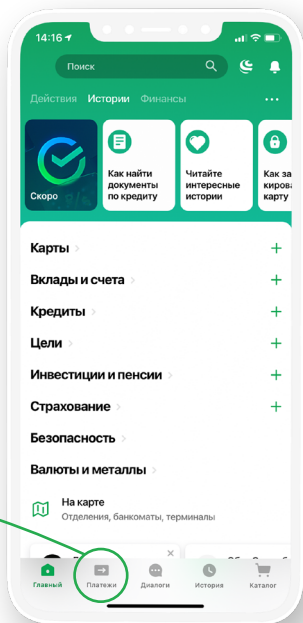 14:16
Поиск
Действия Истории Финансы
Скоро
Как найти
документы
по кредиту
Читайте
интересные
истории
Как за
кирова
карту
Карты
Вклады и счета
Кредиты
Цели
Инвестиции и пенсии
Страхование
Безопасность
Валюты и металлы
На карте
Отделения, банкоматы, терминалы
Главный Платежи Диалоги История Каталог